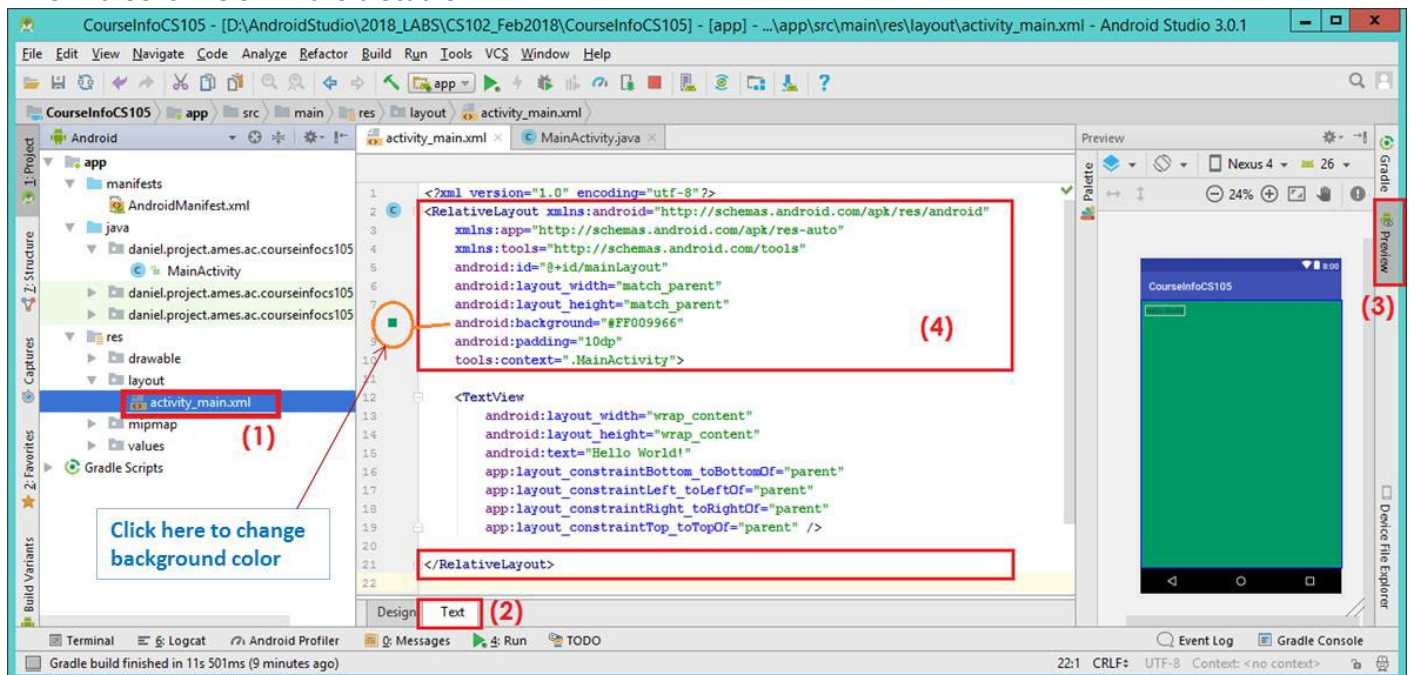 CourseInfoCS105 - [D:\AndroidStudio\2018_LABS\CS102_Feb2018\CourseInfoCS105] - [app] - ...\app\src\main\res\layout\activity_main.xml - Android Studio 3.0.1
File Edit View Navigate Code Analyze Refactor Build Run Tools VCS Window Help
app
CourseInfoCS105 app src main res layout activity_main.xml
Android
activity_main.xml
MainActivity.java
Preview
1: Project
Z: Structure
Captures
2: Favorites
Build Variants
app
manifests
AndroidManifest.xml
java
daniel.project.ames.ac.courseinfocs105
MainActivity
daniel.project.ames.ac.courseinfocs105
daniel.project.ames.ac.courseinfocs105
res
drawable
layout
activity_main.xml
(1)
mipmap
values
Gradle Scripts
Click here to change
background color
1 <?xml version="1.0" encoding="utf-8"?>
2 <RelativeLayout xmlns:android="http://schemas.android.com/apk/res/android"
3 xmlns:app="http://schemas.android.com/apk/res-auto"
4 xmlns:tools="http://schemas.android.com/tools"
5 android:id="@+id/mainLayout"
6 android:layout_width="match_parent"
7 android:layout_height="match_parent"
android:background="#FF009966"
9 android:padding="10dp"
10 tools:context=".MainActivity">
(4)
11
12 <TextView
13 android:layout_width="wrap_content"
14 android:layout_height="wrap_content"
15 android:text="Hello World!"
16 app:layout_constraintBottom_toBottomOf="parent"
17 app:layout_constraintLeft_toLeftOf="parent"
18 app:layout_constraintRight_toRightOf="parent"
19 app:layout_constraintTop_toTopOf="parent" />
20
21 </RelativeLayout>
22
Design Text (2)
Palette
Nexus 4 26
24%
8:00
CourseInfoCS105
Gradle
Preview
(3)
Device File Explorer
Terminal 6: Logcat Android Profiler 0: Messages 4: Run TODO
Event Log Gradle Console
Gradle build finished in 11s 501ms (9 minutes ago)
22:1 CRLF÷ UTF-8 Context: <no context>